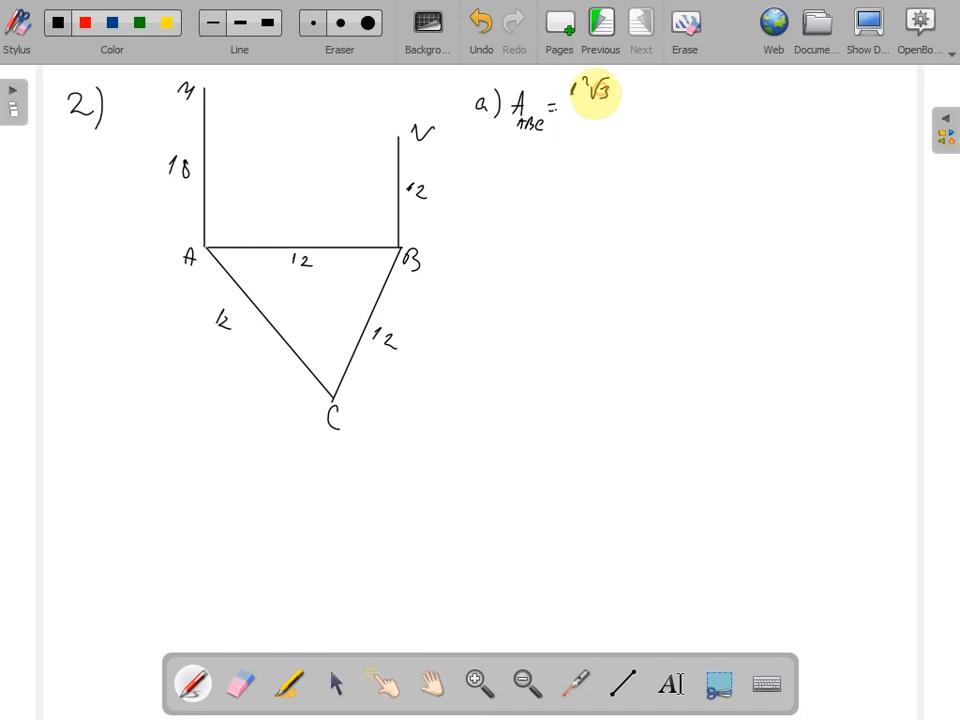 Stylus
Color
Line
Eraser
Backgro...
Undo
Redo
Pages
Previous
Next
Erase
Web
Docume...
Show D...
OpenBo...
2)
M
N
18
12
A
12
B
12
12
C
a) A ABC = l²√3